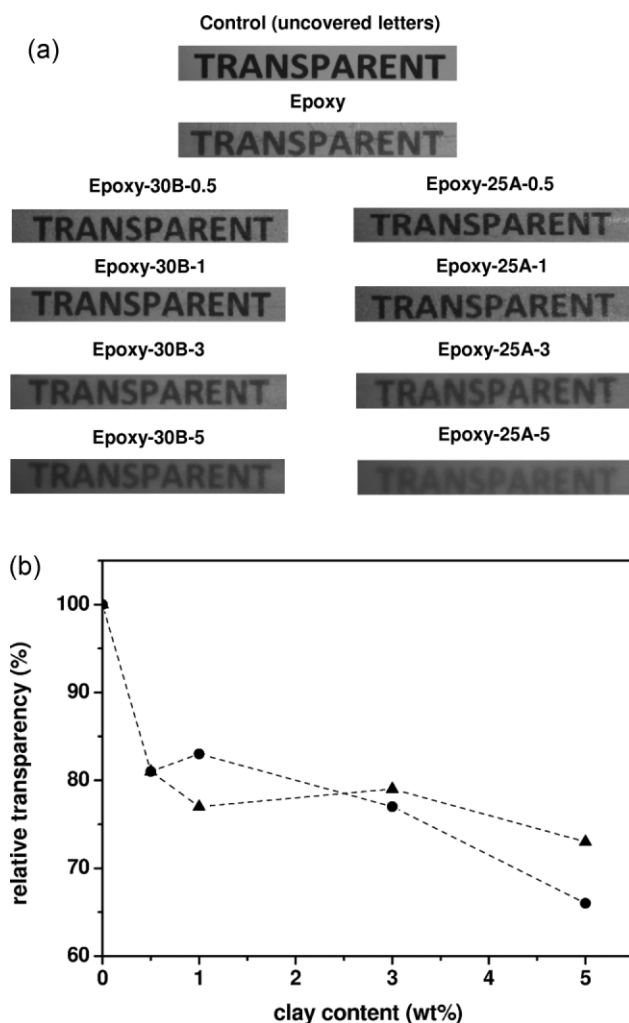 (a)
Control (uncovered letters)
TRANSPARENT
Epoxy
TRANSPARENT
Epoxy-30B-0.5 Epoxy-25A-0.5
TRANSPARENT TRANSPARENT
Epoxy-30B-1 Epoxy-25A-1
TRANSPARENT TRANSPARENT
Epoxy-30B-3 Epoxy-25A-3
TRANSPARENT TRANSPARENT
Epoxy-30B-5 Epoxy-25A-5
TRANSPARENT TRANSPARENT
(b)
relative transparency (%)
100
90
80
70
60
0 1 2 3 4 5
clay content (wt%)